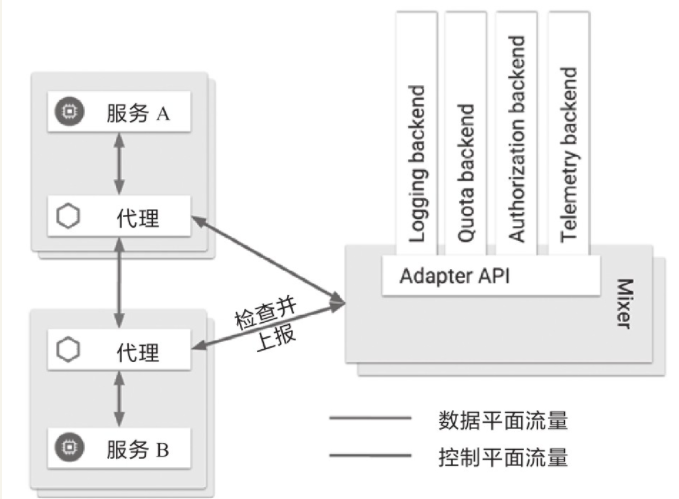 服务 A
代理
代理
服务 B
检查并
上报
Logging backend
Quota backend
Authorization backend
Telemetry backend
Adapter API
Mixer
数据平面流量
控制平面流量